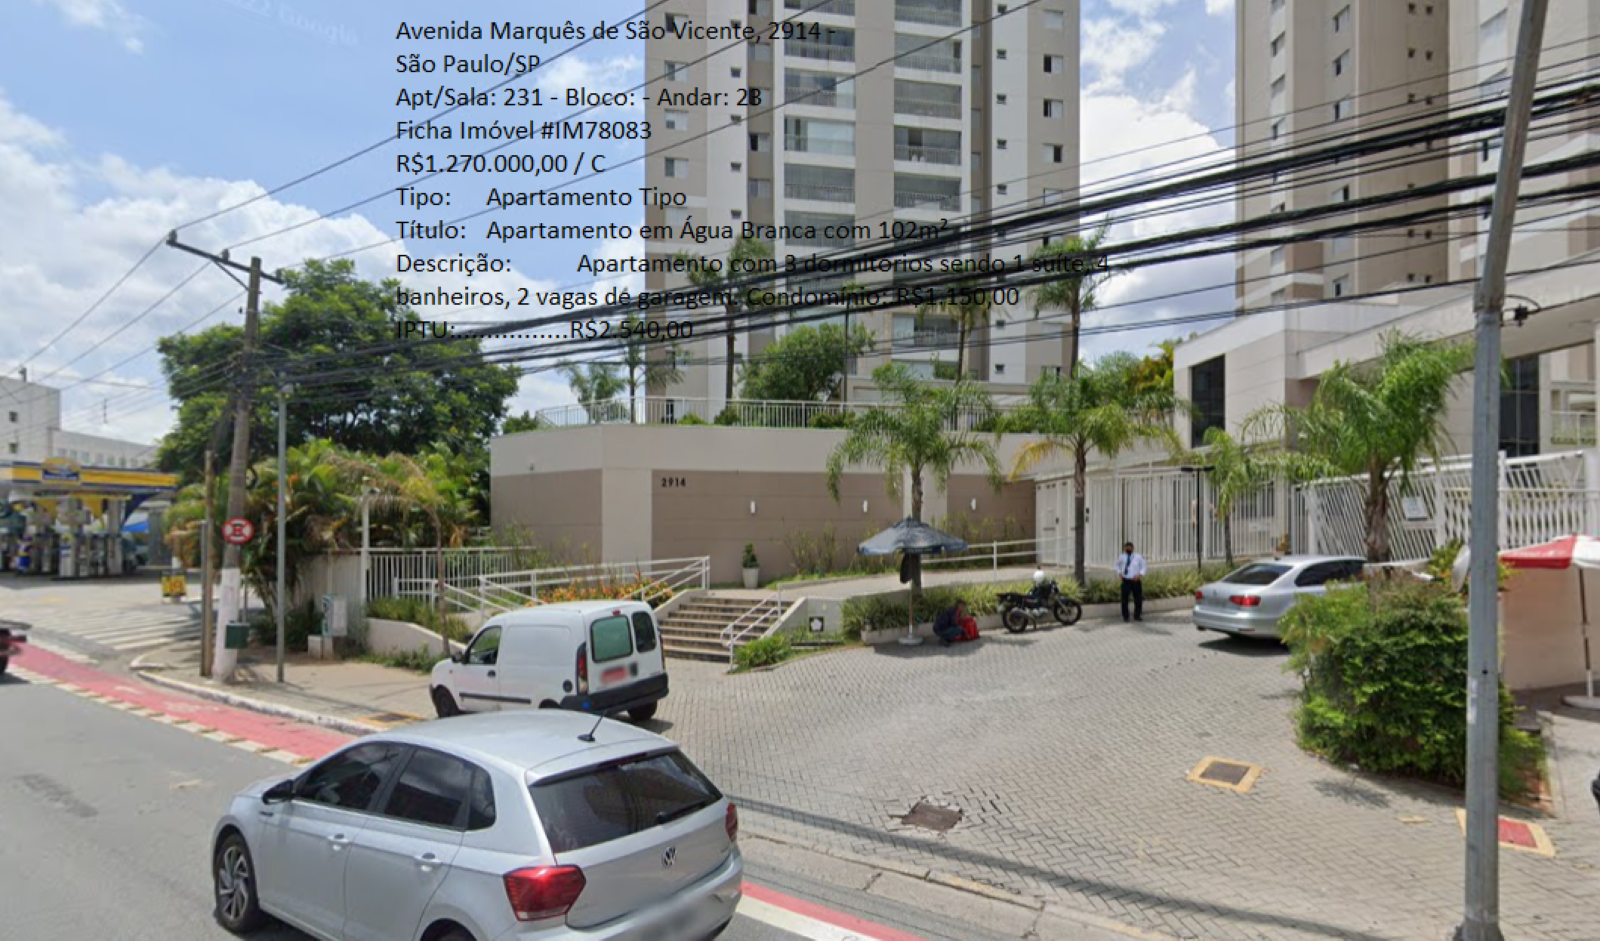 Avenida Marquês de São Vicente, 2914 -
São Paulo/SP
Apt/Sala: 231 - Bloco: - Andar: 23
Ficha Imóvel #IM78083
R$1.270.000,00 / C
Tipo: Apartamento Tipo
Título: Apartamento em Água Branca com 102m²
Descrição: Apartamento com 3 dormitórios sendo 1 suíte, 4
banheiros, 2 vagas de garagem. Condomínio: R$1.150,00
IPTU:................R$2.540,00
2914